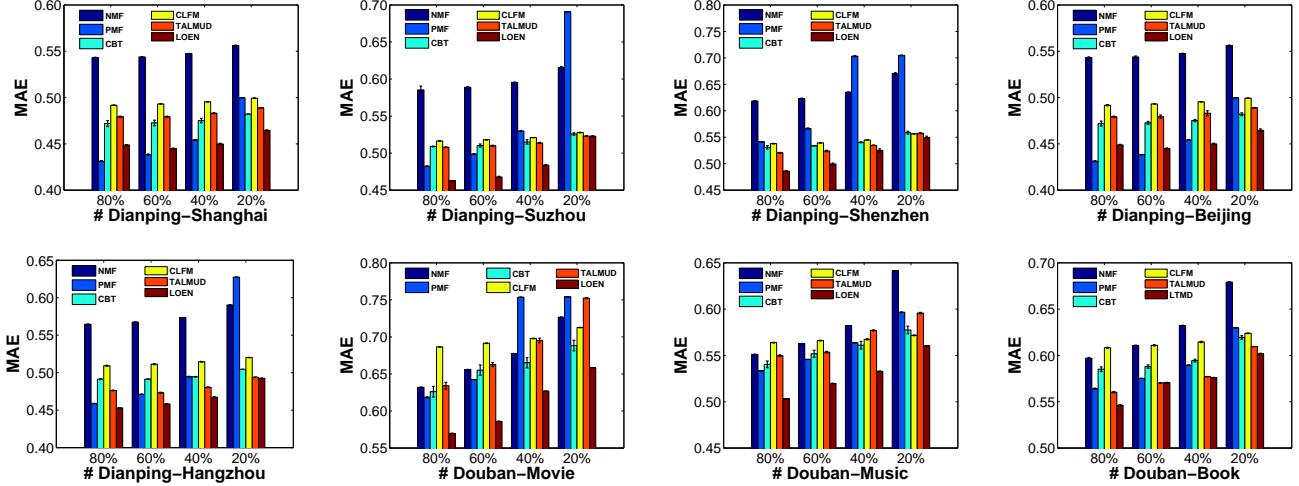 0.60
0.55
0.50
0.45
0.40
MAE
NMF
PMF
CBT
CLFM
TALMUD
LOEN
80% 60% 40% 20%
# Dianping–Shanghai
0.70
0.65
0.60
0.55
0.50
0.45
MAE
NMF
PMF
CBT
CLFM
TALMUD
LOEN
80% 60% 40% 20%
# Dianping–Suzhou
0.80
0.75
0.70
0.65
0.60
0.55
0.50
0.45
MAE
NMF
PMF
CBT
CLFM
TALMUD
LOEN
80% 60% 40% 20%
# Dianping–Shenzhen
0.60
0.55
0.50
0.45
0.40
MAE
NMF
PMF
CBT
CLFM
TALMUD
LOEN
80% 60% 40% 20%
# Dianping–Beijing
0.65
0.60
0.55
0.50
0.45
0.40
MAE
NMF
PMF
CBT
CLFM
TALMUD
LOEN
80% 60% 40% 20%
# Dianping–Hangzhou
0.80
0.75
0.70
0.65
0.60
0.55
MAE
NMF
PMF
CBT
CLFM
TALMUD
LOEN
80% 60% 40% 20%
# Douban–Movie
0.65
0.60
0.55
0.50
0.45
MAE
NMF
PMF
CBT
CLFM
TALMUD
LOEN
80% 60% 40% 20%
# Douban–Music
0.70
0.65
0.60
0.55
0.50
MAE
NMF
PMF
CBT
CLFM
TALMUD
LTMD
80% 60% 40% 20%
# Douban–Book